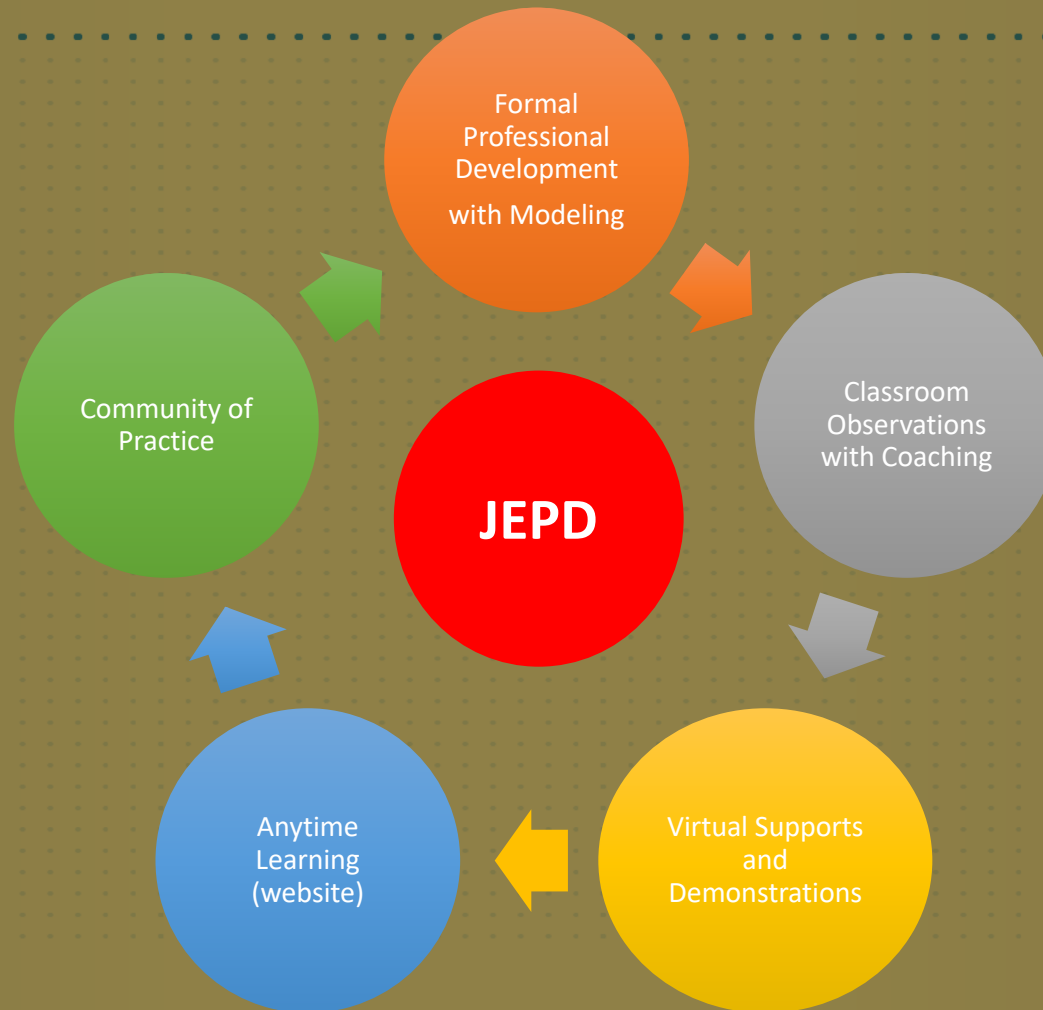 Formal
Professional
Development
with Modeling
Classroom
Observations
with Coaching
Virtual Supports
and
Demonstrations
Anytime
Learning
(website)
Community of
Practice
JEPD